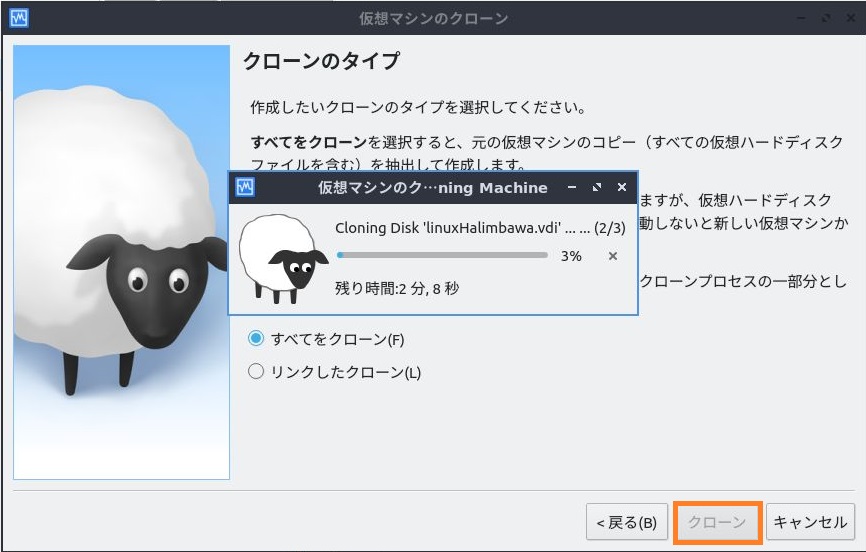 仮想マシンのクローン
クローンのタイプ
作成したいクローンのタイプを選択してください。
すべてをクローンを選択すると、元の仮想マシンのコピー（すべての仮想ハードディスク
ファイルを含む）を抽出して作成します。
仮想マシンのク…ning Machine
ますが、仮想ハードディスク
Cloning Disk 'linuxHalimbawa.vdi' ... ... (2/3)
動しないと新しい仮想マシンか
3%
クローンプロセスの一部分とし
残り時間:2 分, 8 秒
すべてをクローン(F)
リンクしたクローン(L)
< 戻る(B)
クローン
キャンセル